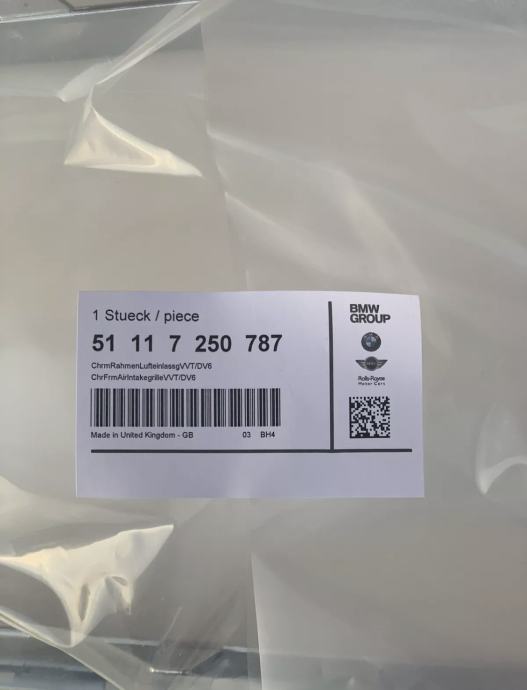 1 Stueck / piece
51 11 7 250 787
ChrmRahmenLufteinlassgVVT/DV6
ChrFrmAirIntakegrilleVVT/DV6
Made in United Kingdom - GB 03 BH4
BMW
GROUP
Rolls-Royce
Motor Cars